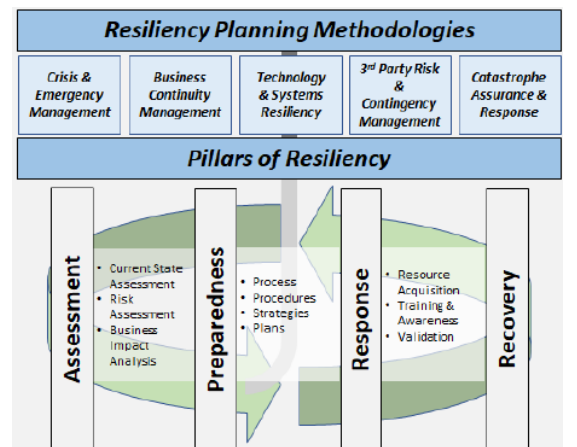 Resiliency Planning Methodologies
Crisis &
Emergency
Management
Business
Continuity
Management
Technology
& Systems
Resiliency
3rd Party Risk
&
Contingency
Management
Catastrophe
Assurance &
Response
Pillars of Resiliency
Assessment
• Current State
Assessment
• Risk
Assessment
• Business
Impact
Analysis
Preparedness
• Process
• Procedures
• Strategies
• Plans
Response
• Resource
Acquisition
• Training &
Awareness
• Validation
Recovery